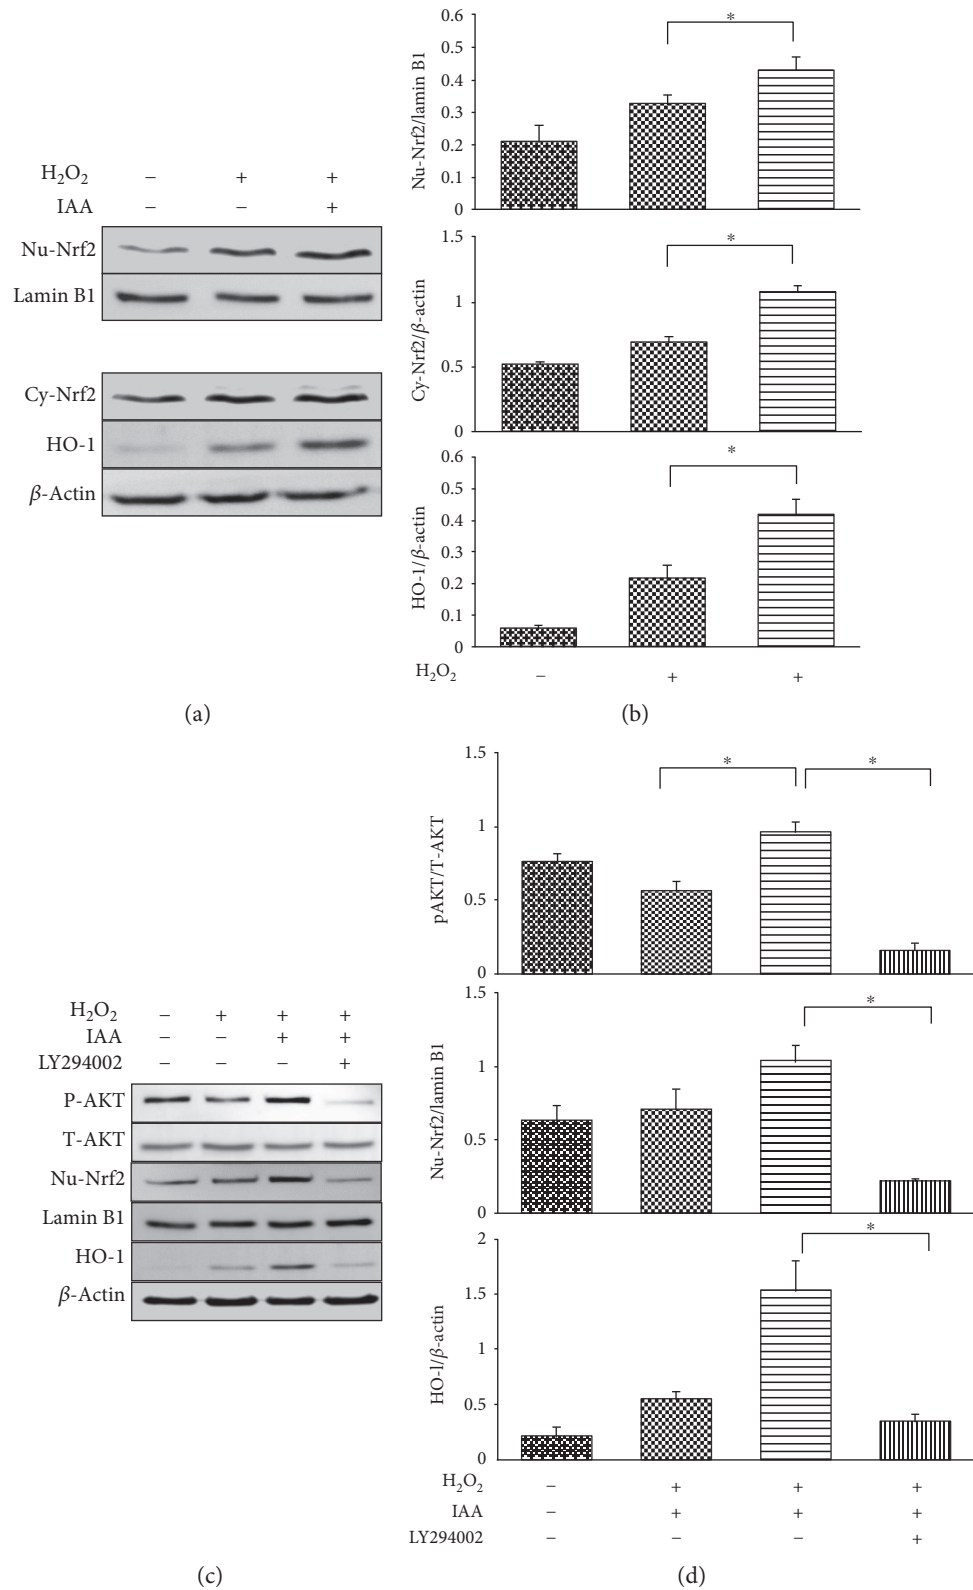 H₂O₂ − + +
IAA − − +
Nu-Nrf2
Lamin B1
Cy-Nrf2
HO-1
β-Actin
(a)
Nu-Nrf2/lamin B1
0.6
0.5
0.4
0.3
0.2
0.1
0
*
Cy-Nrf2/β-actin
1.5
1
0.5
0
*
HO-1/β-actin
0.6
0.5
0.4
0.3
0.2
0.1
0
*
H₂O₂ − + +
(b)
H₂O₂ − + + +
IAA − − + +
LY294002 − − − +
P-AKT
T-AKT
Nu-Nrf2
Lamin B1
HO-1
β-Actin
(c)
pAKT/T-AKT
1.5
1
0.5
0
* *
Nu-Nrf2/lamin B1
1.5
1
0.5
0
*
HO-1/β-actin
2
1.5
1
0.5
0
*
H₂O₂ − + + +
IAA − + + +
LY294002 − − − +
(d)